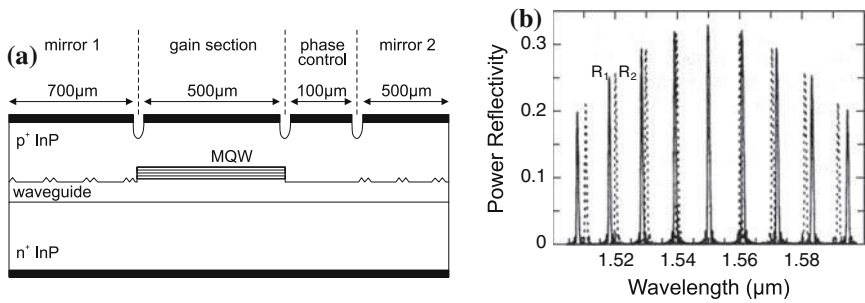 (a)
mirror 1
gain section
phase control
mirror 2
700µm
500µm
100µm
500µm
p+ InP
MQW
waveguide
n+ InP
(b)
Power Reflectivity
0.3
0.2
0.1
0
R₁ R₂
1.52 1.54 1.56 1.58
Wavelength (µm)